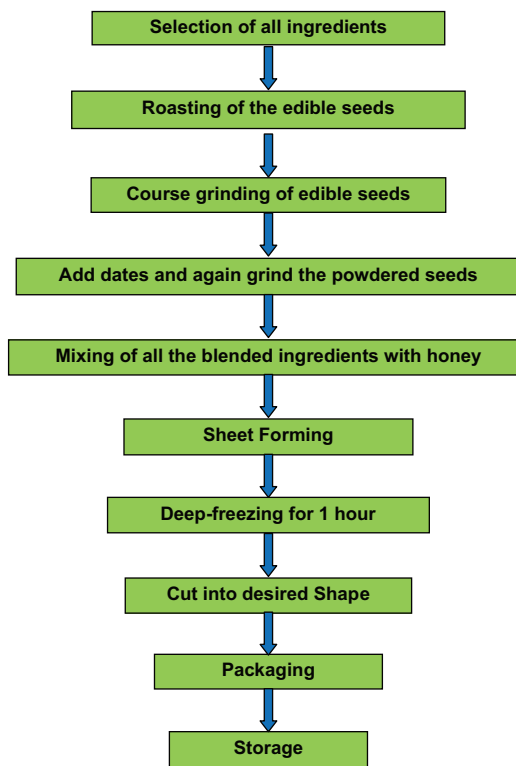 Selection of all ingredients
Roasting of the edible seeds
Course grinding of edible seeds
Add dates and again grind the powdered seeds
Mixing of all the blended ingredients with honey
Sheet Forming
Deep-freezing for 1 hour
Cut into desired Shape
Packaging
Storage